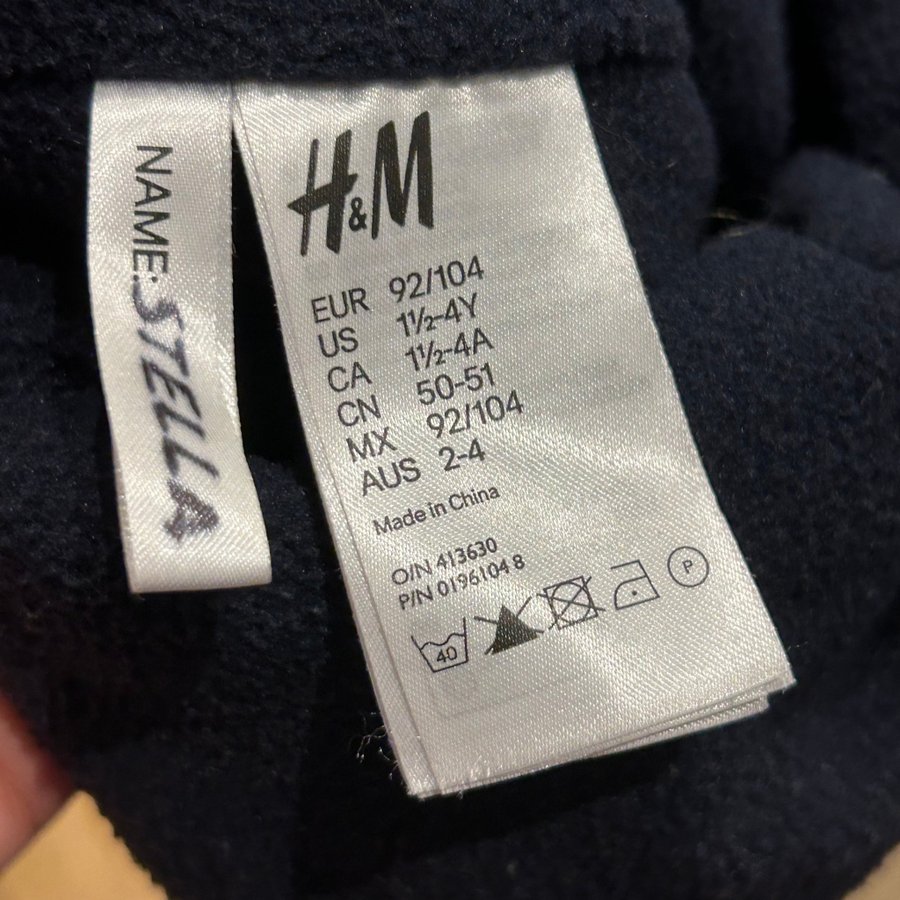 NAME: STELLA
H&M
EUR 92/104
US 1½-4Y
CA 1½-4A
CN 50-51
MX 92/104
AUS 2-4
Made in China
O/N 413630
P/N 0196104 8
40
P